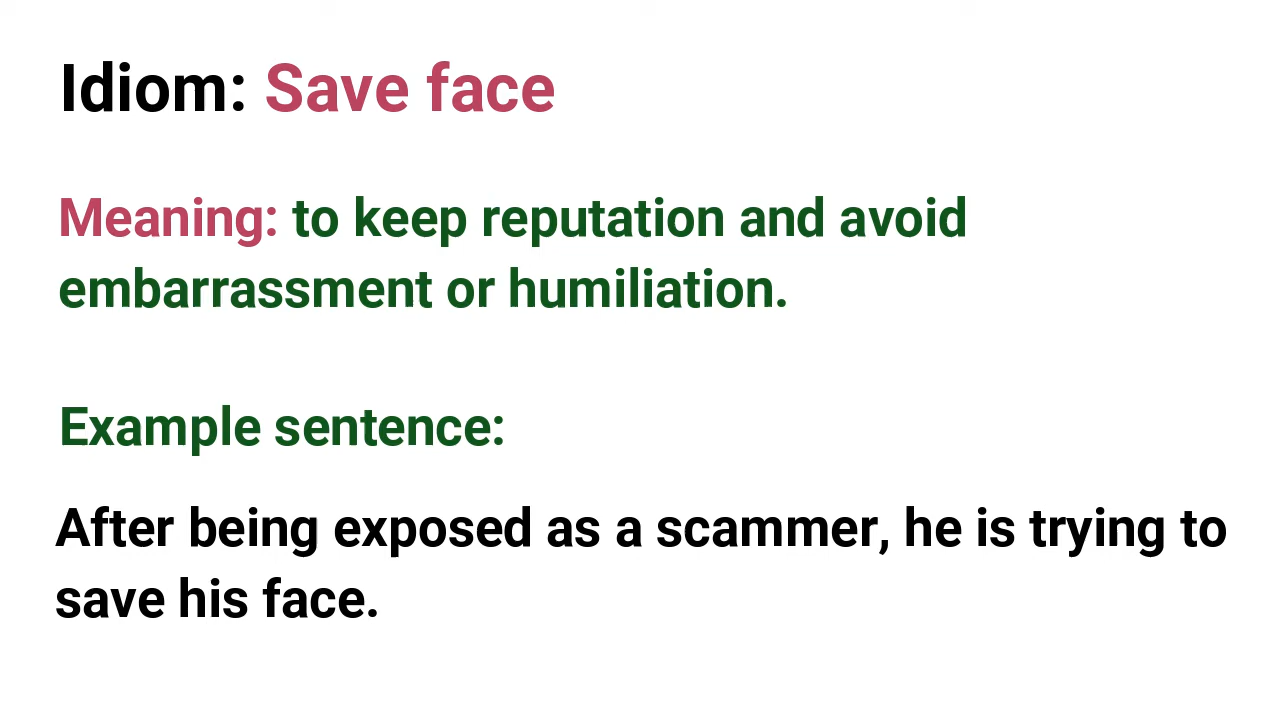 Idiom: Save face
Meaning: to keep reputation and avoid
embarrassment or humiliation.
Example sentence:
After being exposed as a scammer, he is trying to
save his face.